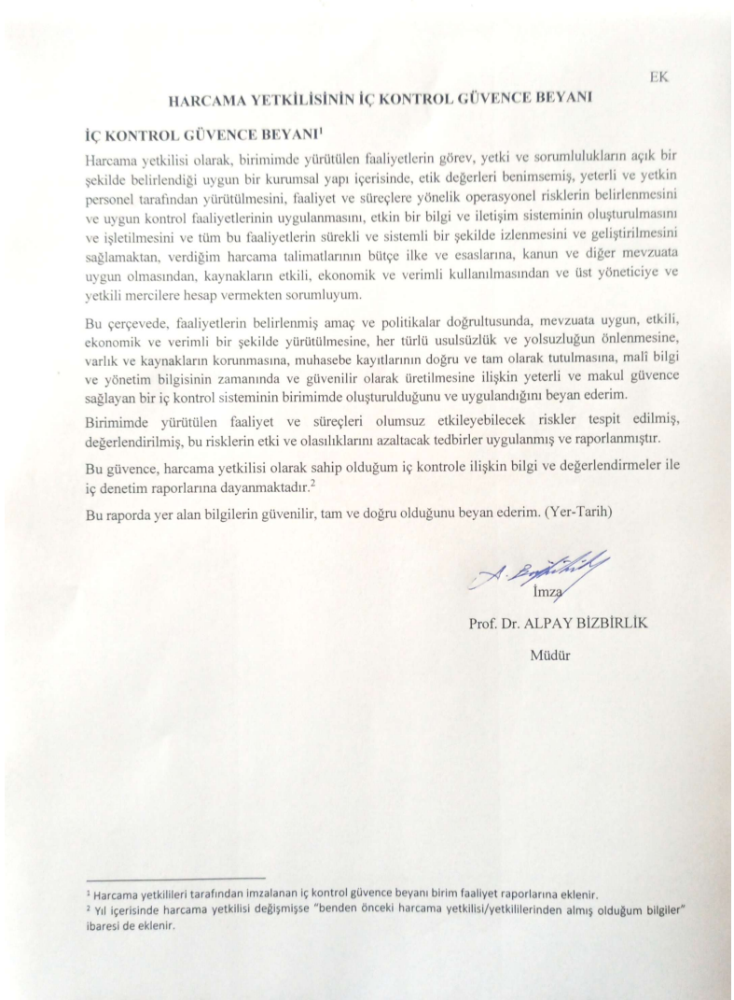 EK
HARCAMA YETKİLİSİNİN İÇ KONTROL GÜVENCE BEYANI
İÇ KONTROL GÜVENCE BEYANI¹
Harcama yetkilisi olarak, birimimde yürütülen faaliyetlerin görev, yetki ve sorumlulukların açık bir
şekilde belirlendiği uygun bir kurumsal yapı içerisinde, etik değerleri benimsemiş, yeterli ve yetkin
personel tarafından yürütülmesini, faaliyet ve süreçlere yönelik operasyonel risklerin belirlenmesini
ve uygun kontrol faaliyetlerinin uygulanmasını, etkin bir bilgi ve iletişim sisteminin oluşturulmasını
ve işletilmesini ve tüm bu faaliyetlerin sürekli ve sistemli bir şekilde izlenmesini ve geliştirilmesini
sağlamaktan, verdiğim harcama talimatlarının bütçe ilke ve esaslarına, kanun ve diğer mevzuata
uygun olmasından, kaynakların etkili, ekonomik ve verimli kullanılmasından ve üst yöneticiye ve
yetkili mercilere hesap vermekten sorumluyum.
Bu çerçevede, faaliyetlerin belirlenmiş amaç ve politikalar doğrultusunda, mevzuata uygun, etkili,
ekonomik ve verimli bir şekilde yürütülmesine, her türlü usulsüzlük ve yolsuzluğun önlenmesine,
varlık ve kaynakların korunmasına, muhasebe kayıtlarının doğru ve tam olarak tutulmasına, malî bilgi
ve yönetim bilgisinin zamanında ve güvenilir olarak üretilmesine ilişkin yeterli ve makul güvence
sağlayan bir iç kontrol sisteminin birimimde oluşturulduğunu ve uygulandığını beyan ederim.
Birimimde yürütülen faaliyet ve süreçleri olumsuz etkileyebilecek riskler tespit edilmiş,
değerlendirilmiş, bu risklerin etki ve olasılıklarını azaltacak tedbirler uygulanmış ve raporlanmıştır.
Bu güvence, harcama yetkilisi olarak sahip olduğum iç kontrole ilişkin bilgi ve değerlendirmeler ile
iç denetim raporlarına dayanmaktadır.²
Bu raporda yer alan bilgilerin güvenilir, tam ve doğru olduğunu beyan ederim. (Yer-Tarih)
İmza
Prof. Dr. ALPAY BİZBİRLİK
Müdür
¹ Harcama yetkilileri tarafından imzalanan iç kontrol güvence beyanı birim faaliyet raporlarına eklenir.
² Yıl içerisinde harcama yetkilisi değişmişse "benden önceki harcama yetkilisi/yetkililerinden almış olduğum bilgiler"
ibaresi de eklenir.